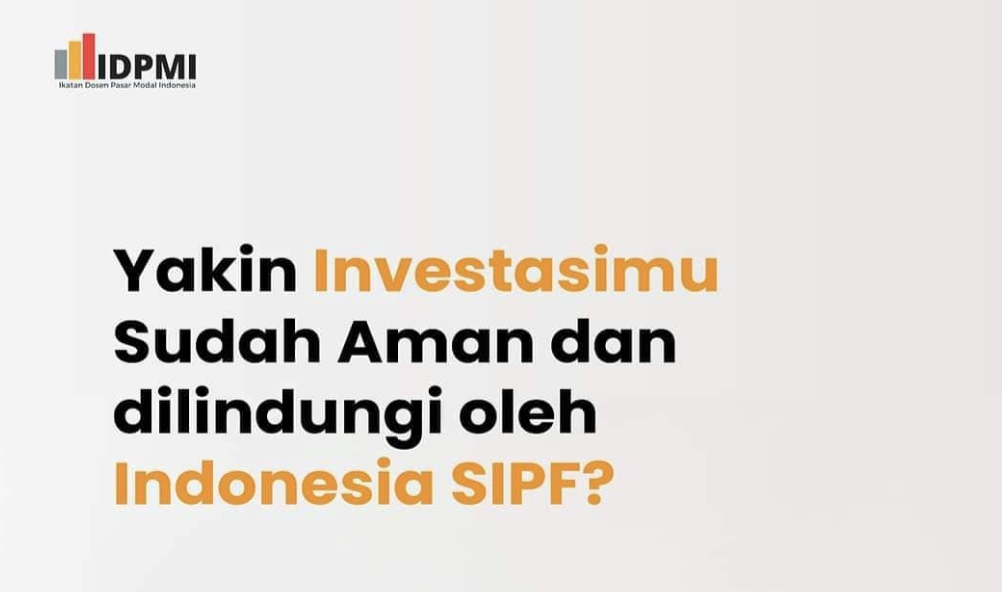 IDPMI
Ikatan Dosen Pasar Modal Indonesia
Yakin Investasimu
Sudah Aman dan
dilindungi oleh
Indonesia SIPF?